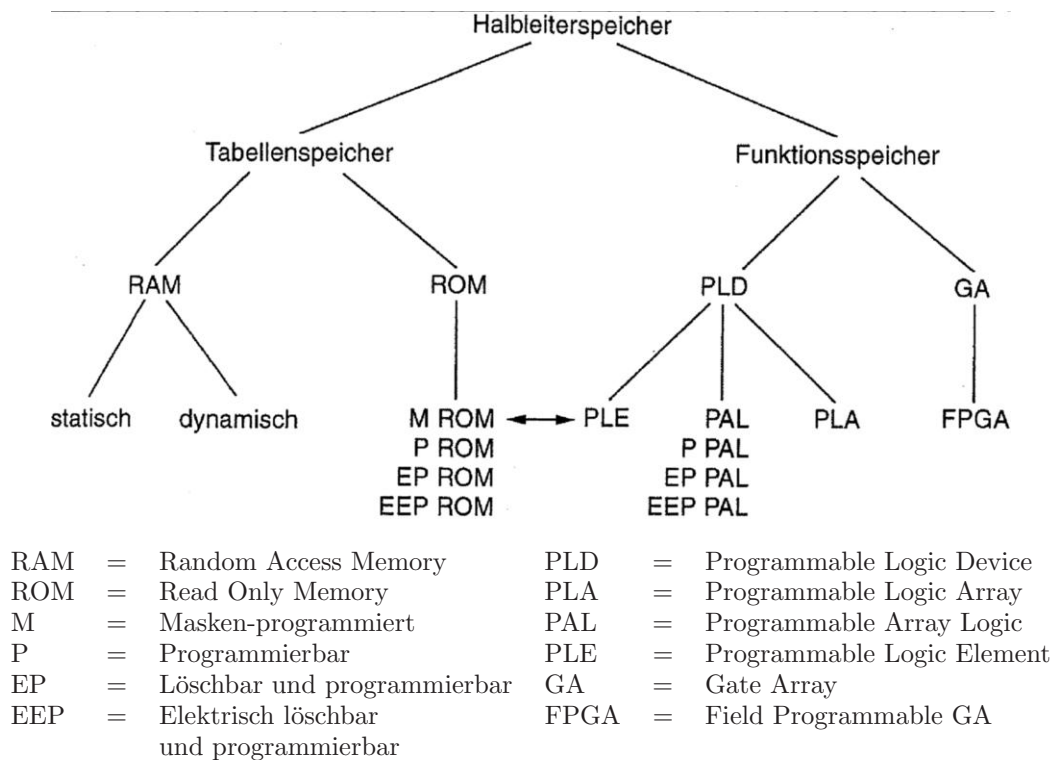 Halbleiterspeicher
Tabellenspeicher Funktionsspeicher
RAM ROM PLD GA
statisch dynamisch M ROM PLE PAL PLA FPGA
P ROM P PAL
EP ROM EP PAL
EEP ROM EEP PAL
RAM = Random Access Memory PLD = Programmable Logic Device
ROM = Read Only Memory PLA = Programmable Logic Array
M = Masken-programmiert PAL = Programmable Array Logic
P = Programmierbar PLE = Programmable Logic Element
EP = Löschbar und programmierbar GA = Gate Array
EEP = Elektrisch löschbar FPGA = Field Programmable GA
und programmierbar